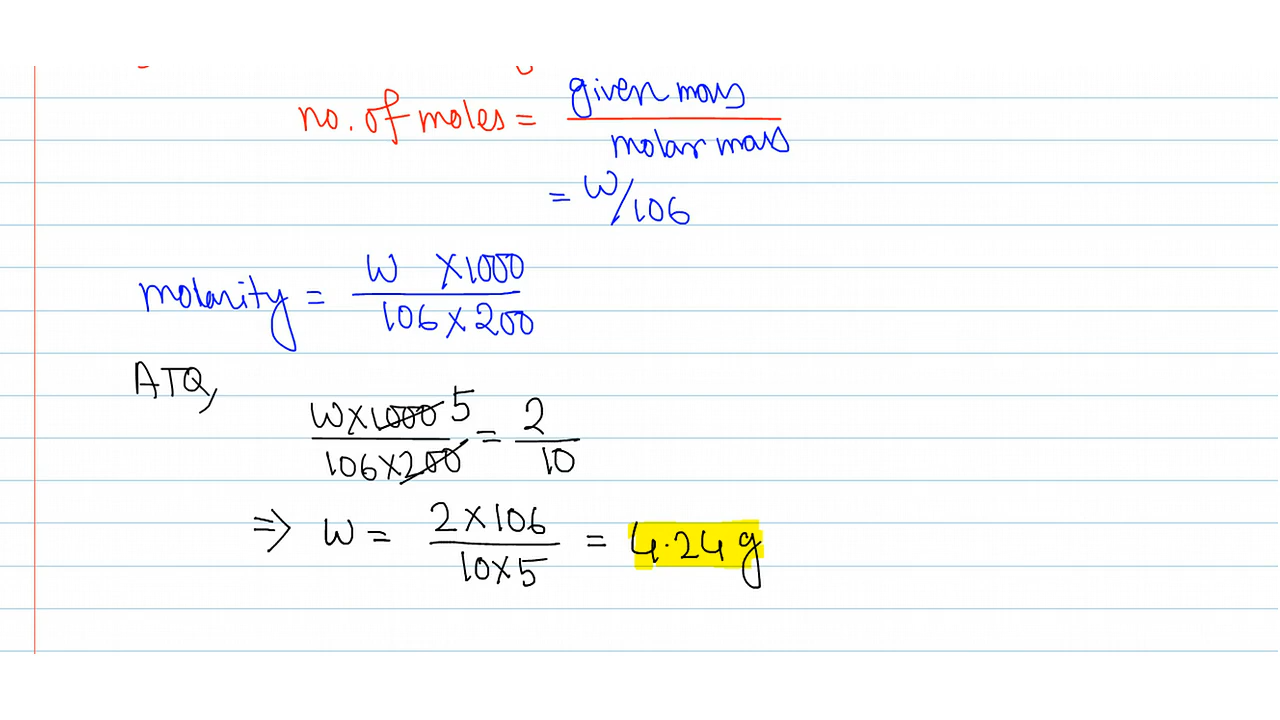 no. of moles = given mass / molar mass
= W/106
molarity = W X1000 / 106 X 200
ATQ,
W X 1000 5 / 106 X 200 = 2 / 10
⇒ W = 2 X 106 / 10 X 5 = 4.24 g